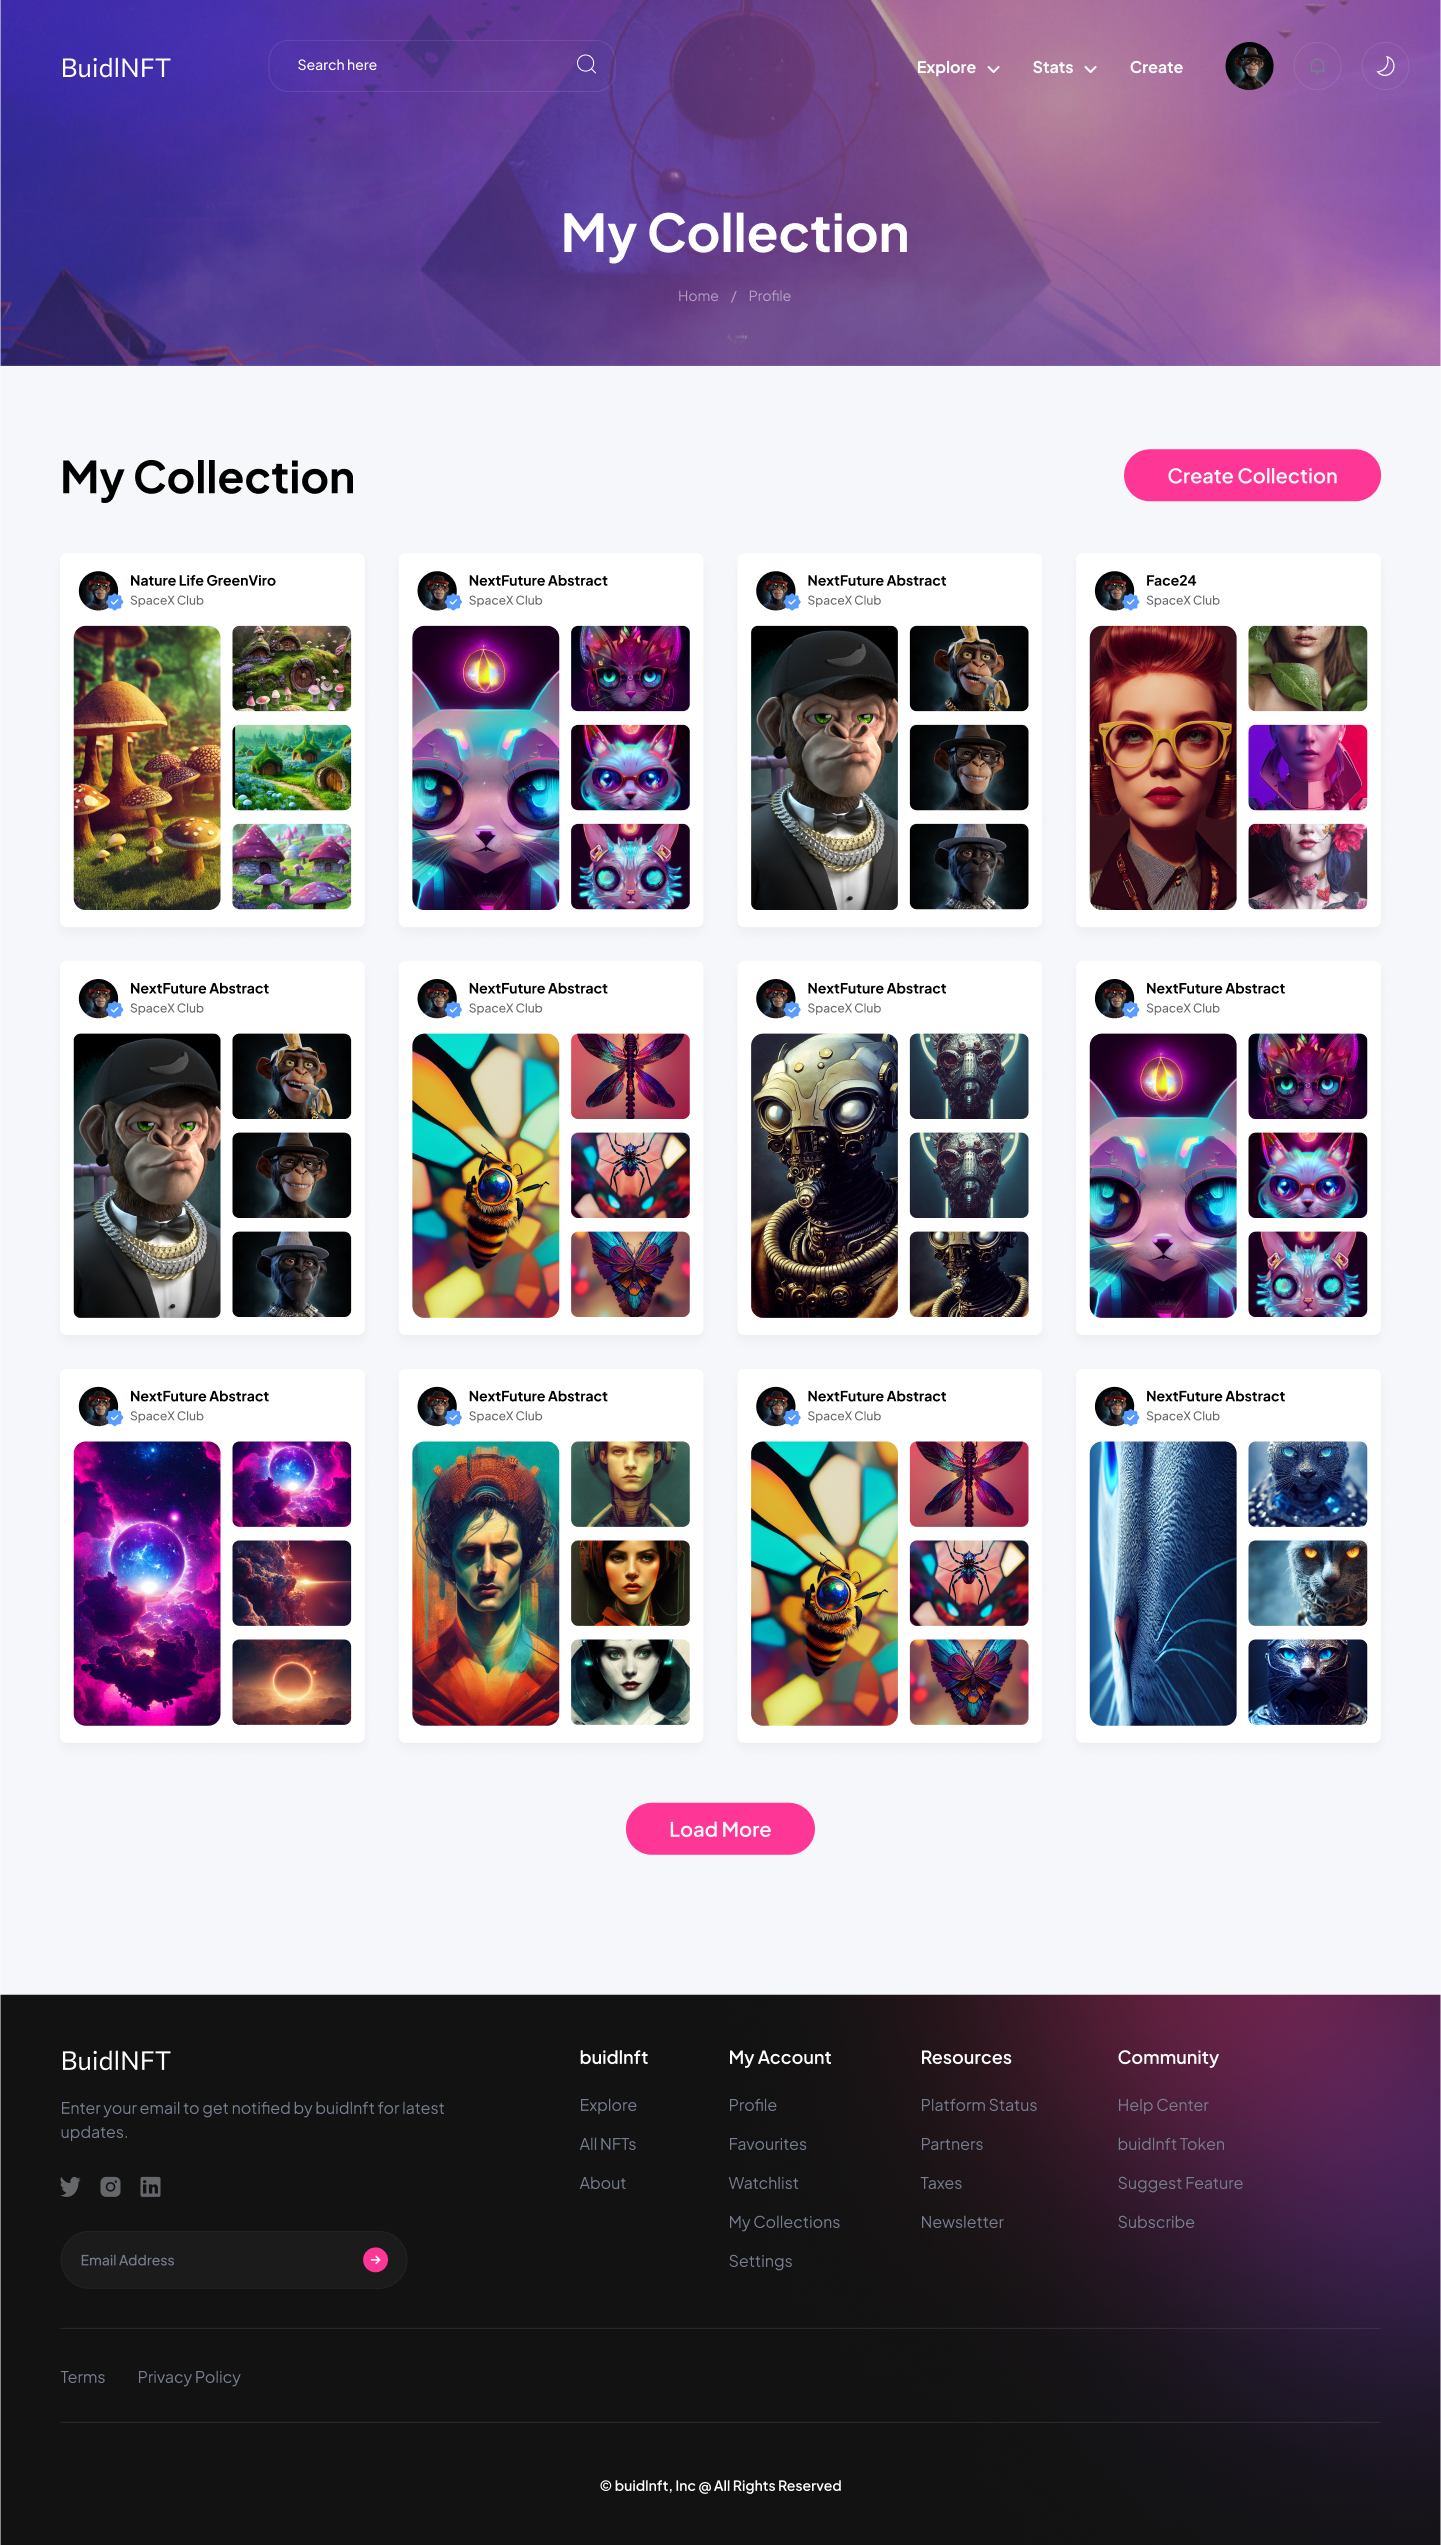 BuidlNFT
Search here
Explore
Stats
Create
My Collection
Home / Profile
My Collection
Create Collection
Nature Life GreenViro
SpaceX Club
NextFuture Abstract
SpaceX Club
NextFuture Abstract
SpaceX Club
Face24
SpaceX Club
NextFuture Abstract
SpaceX Club
NextFuture Abstract
SpaceX Club
NextFuture Abstract
SpaceX Club
NextFuture Abstract
SpaceX Club
NextFuture Abstract
SpaceX Club
NextFuture Abstract
SpaceX Club
NextFuture Abstract
SpaceX Club
NextFuture Abstract
SpaceX Club
Load More
BuidlNFT
Enter your email to get notified by buidlnft for latest
updates.
Email Address
buidlnft
Explore
All NFTs
About
My Account
Profile
Favourites
Watchlist
My Collections
Settings
Resources
Platform Status
Partners
Taxes
Newsletter
Community
Help Center
buidlnft Token
Suggest Feature
Subscribe
Terms
Privacy Policy
© buidlnft, Inc @ All Rights Reserved